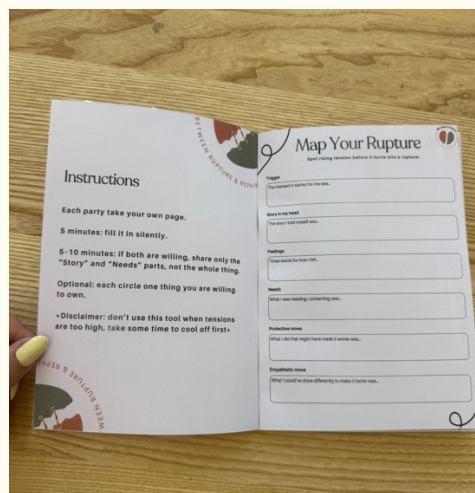 BETWEEN RUPTURE & REPAIR
Instructions
Each party take your own page.
5 minutes: fill it in silently.
5-10 minutes: if both are willing, share only the
"Story" and "Needs" parts, not the whole thing.
Optional: each circle one thing you are willing
to own.
*Disclaimer: don't use this tool when tensions
are too high, take some time to cool off first*
WEEN RUPTURE & REPAI
Map Your Rupture
Spot rising tension before it turns into a rupture.
Trigger
The moment it started for me was...
Story in my head
The story I told myself was...
Feelings
Three words for how I felt...
Needs
What I was needing / protecting was...
Protective move
What I did that might have made it worse was...
Empathetic move
What I could've done differently to make it better was...